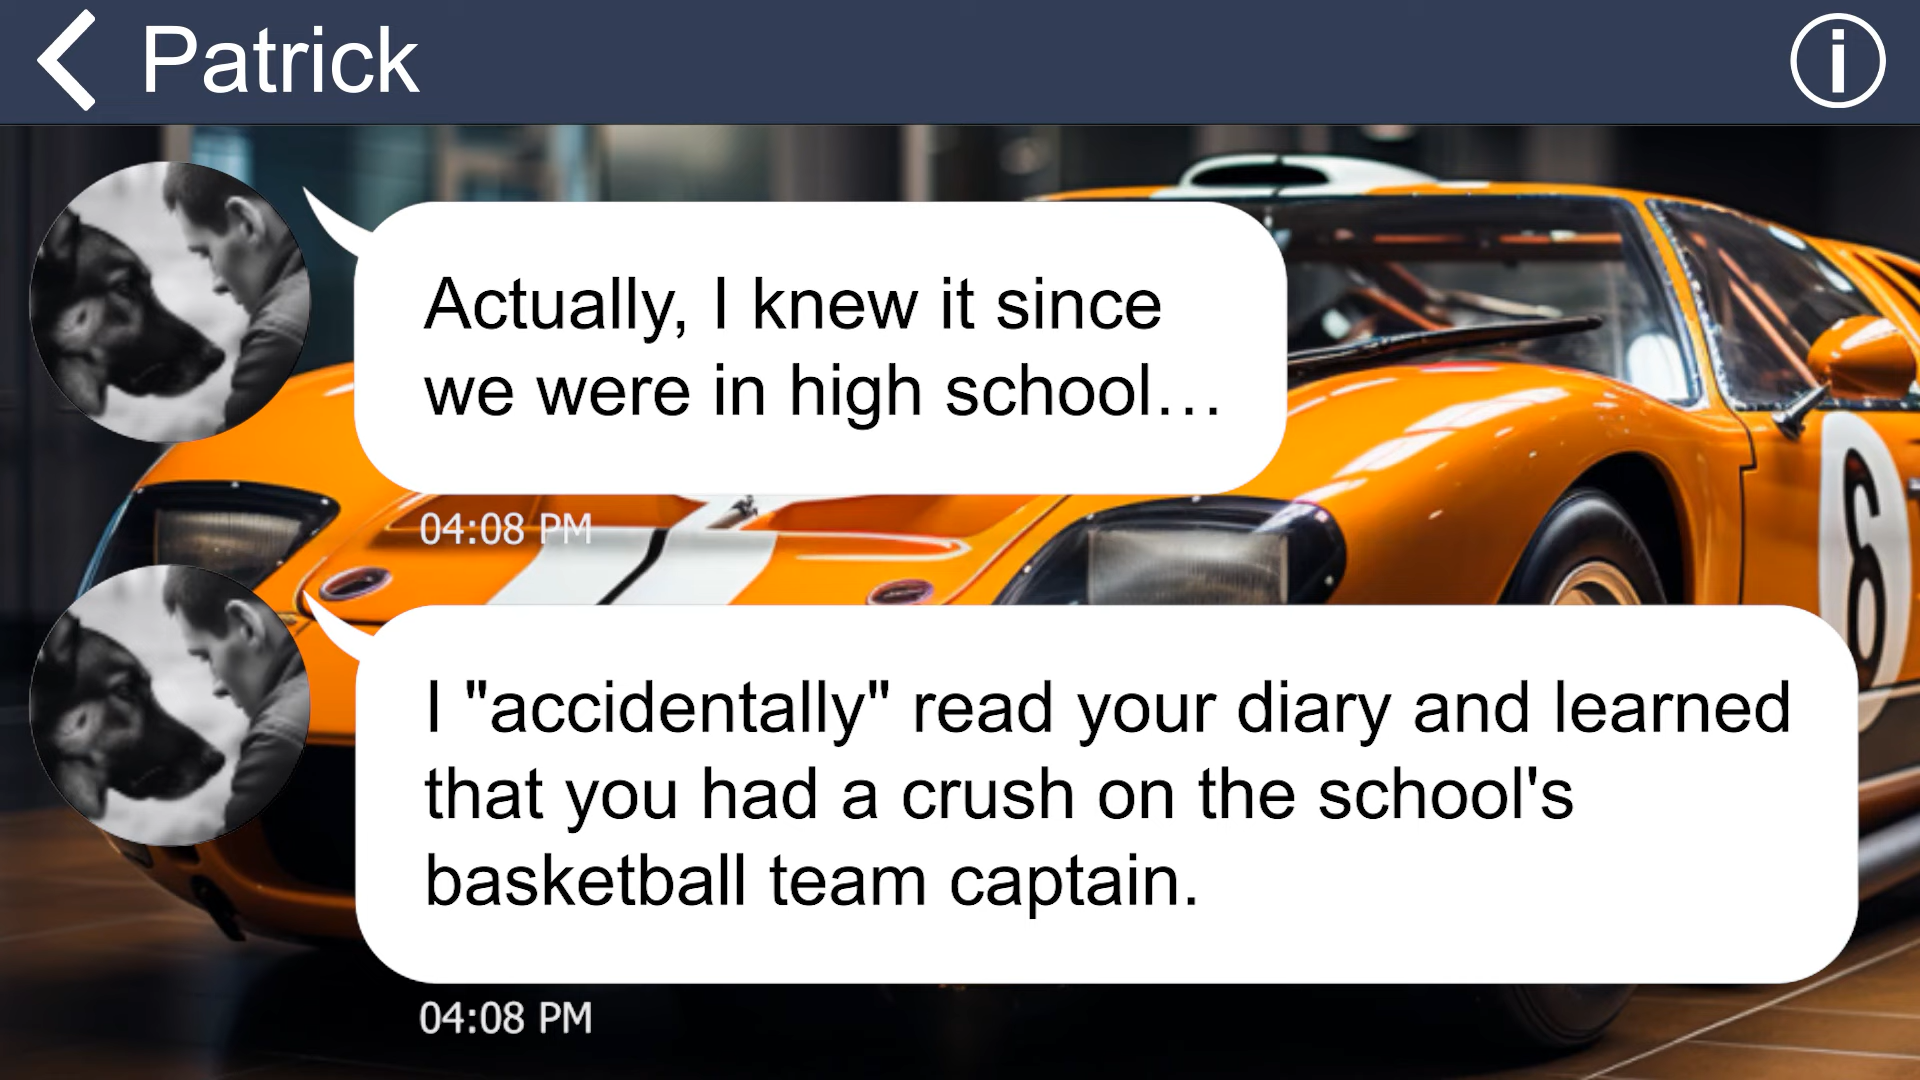 Patrick
Actually, I knew it since
we were in high school…
04:08 PM
6
I "accidentally" read your diary and learned
that you had a crush on the school's
basketball team captain.
04:08 PM